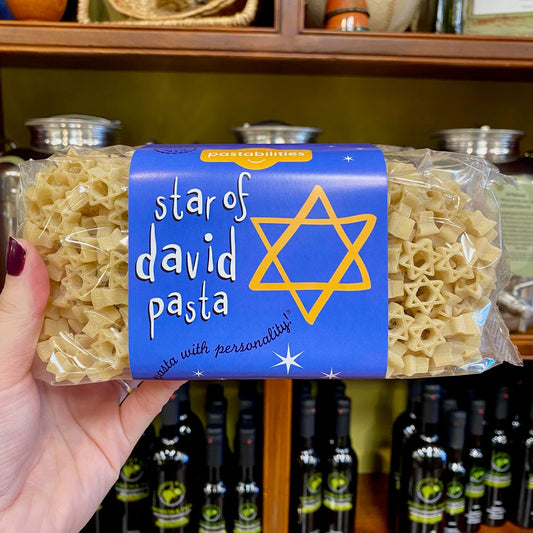 pastabilities
star of
david
pasta
pasta with personality!®